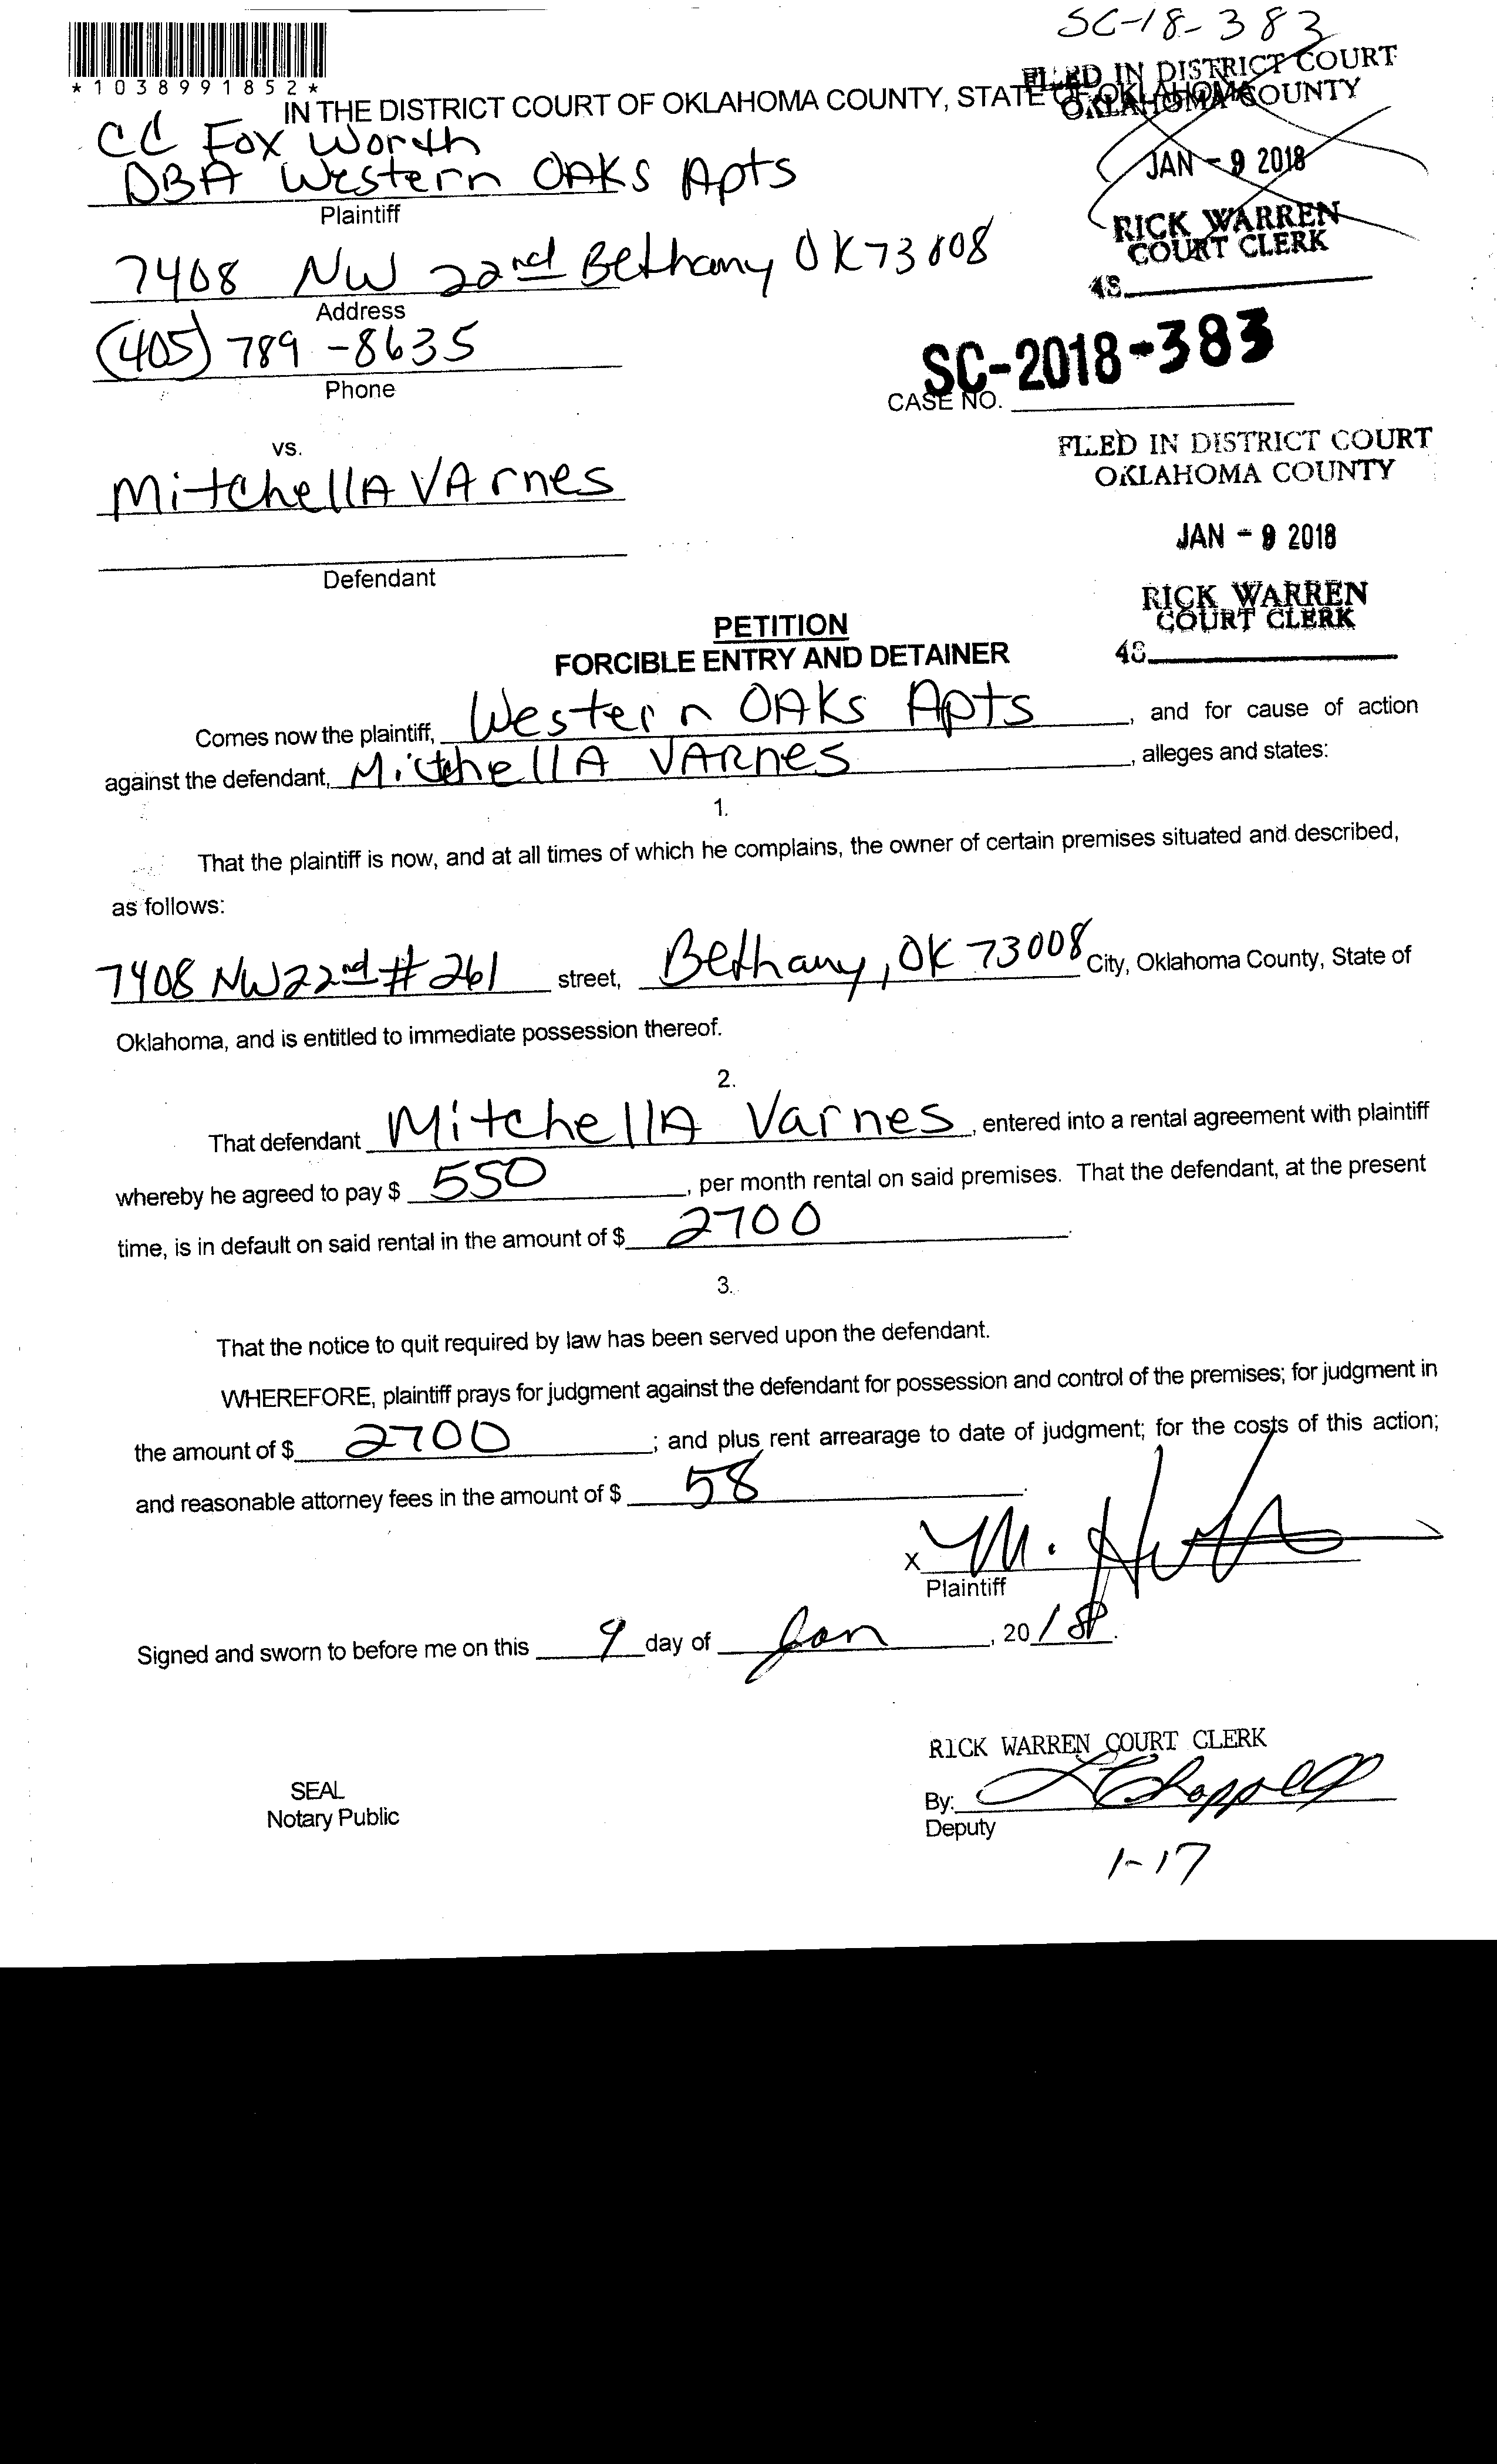 SC-18-383
*1038991852*
FILED IN DISTRICT COURT
OKLAHOMA COUNTY
IN THE DISTRICT COURT OF OKLAHOMA COUNTY, STATE OF OKLAHOMA
CC Fox Worth
DBA Western OAKS Apts
Plaintiff
JAN - 9 2018
RICK WARREN
COURT CLERK
48
7408 NW 22nd Bethany OK 73008
Address
(405) 789-8635
Phone
SC-2018-383
CASE NO.
vs.
MitchellA VArnes
Defendant
FILED IN DISTRICT COURT
OKLAHOMA COUNTY
JAN - 9 2018
RICK WARREN
COURT CLERK
48
PETITION
FORCIBLE ENTRY AND DETAINER
Comes now the plaintiff, Western OAKs Apts, and for cause of action
against the defendant, MitchellA VARnes, alleges and states:
1.
That the plaintiff is now, and at all times of which he complains, the owner of certain premises situated and described,
as follows:
7408 NW 22nd # 261 street, Bethany, OK 73008 City, Oklahoma County, State of
Oklahoma, and is entitled to immediate possession thereof.
2.
That defendant MitchellA Varnes, entered into a rental agreement with plaintiff
whereby he agreed to pay $ 550, per month rental on said premises. That the defendant, at the present
time, is in default on said rental in the amount of $ 2700.
3.
That the notice to quit required by law has been served upon the defendant.
WHEREFORE, plaintiff prays for judgment against the defendant for possession and control of the premises; for judgment in
the amount of $ 2700; and plus rent arrearage to date of judgment; for the costs of this action;
and reasonable attorney fees in the amount of $ 58.
X M.
Plaintiff
Signed and sworn to before me on this 9 day of Jan, 2018.
RICK WARREN COURT CLERK
SEAL
Notary Public
By: Chappell
Deputy
1-17